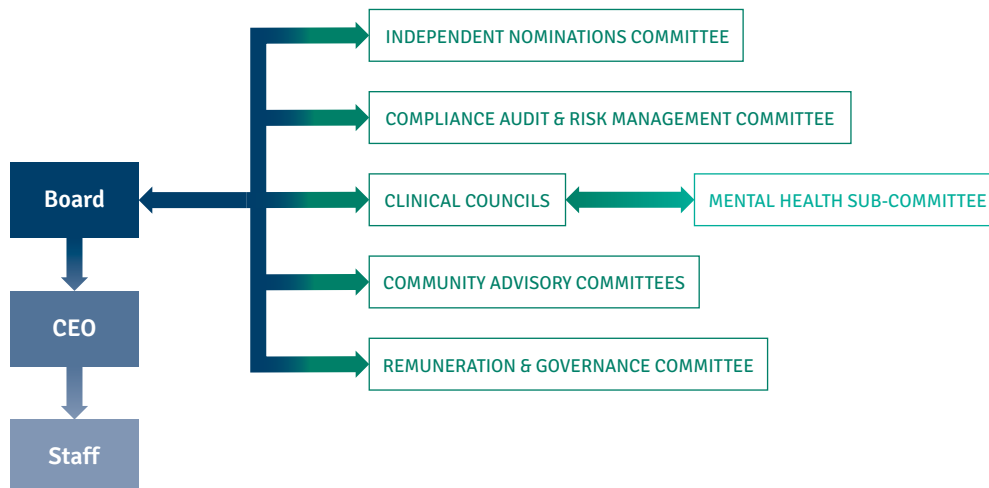 INDEPENDENT NOMINATIONS COMMITTEE
COMPLIANCE AUDIT & RISK MANAGEMENT COMMITTEE
Board
CLINICAL COUNCILS
MENTAL HEALTH SUB-COMMITTEE
COMMUNITY ADVISORY COMMITTEES
CEO
REMUNERATION & GOVERNANCE COMMITTEE
Staff